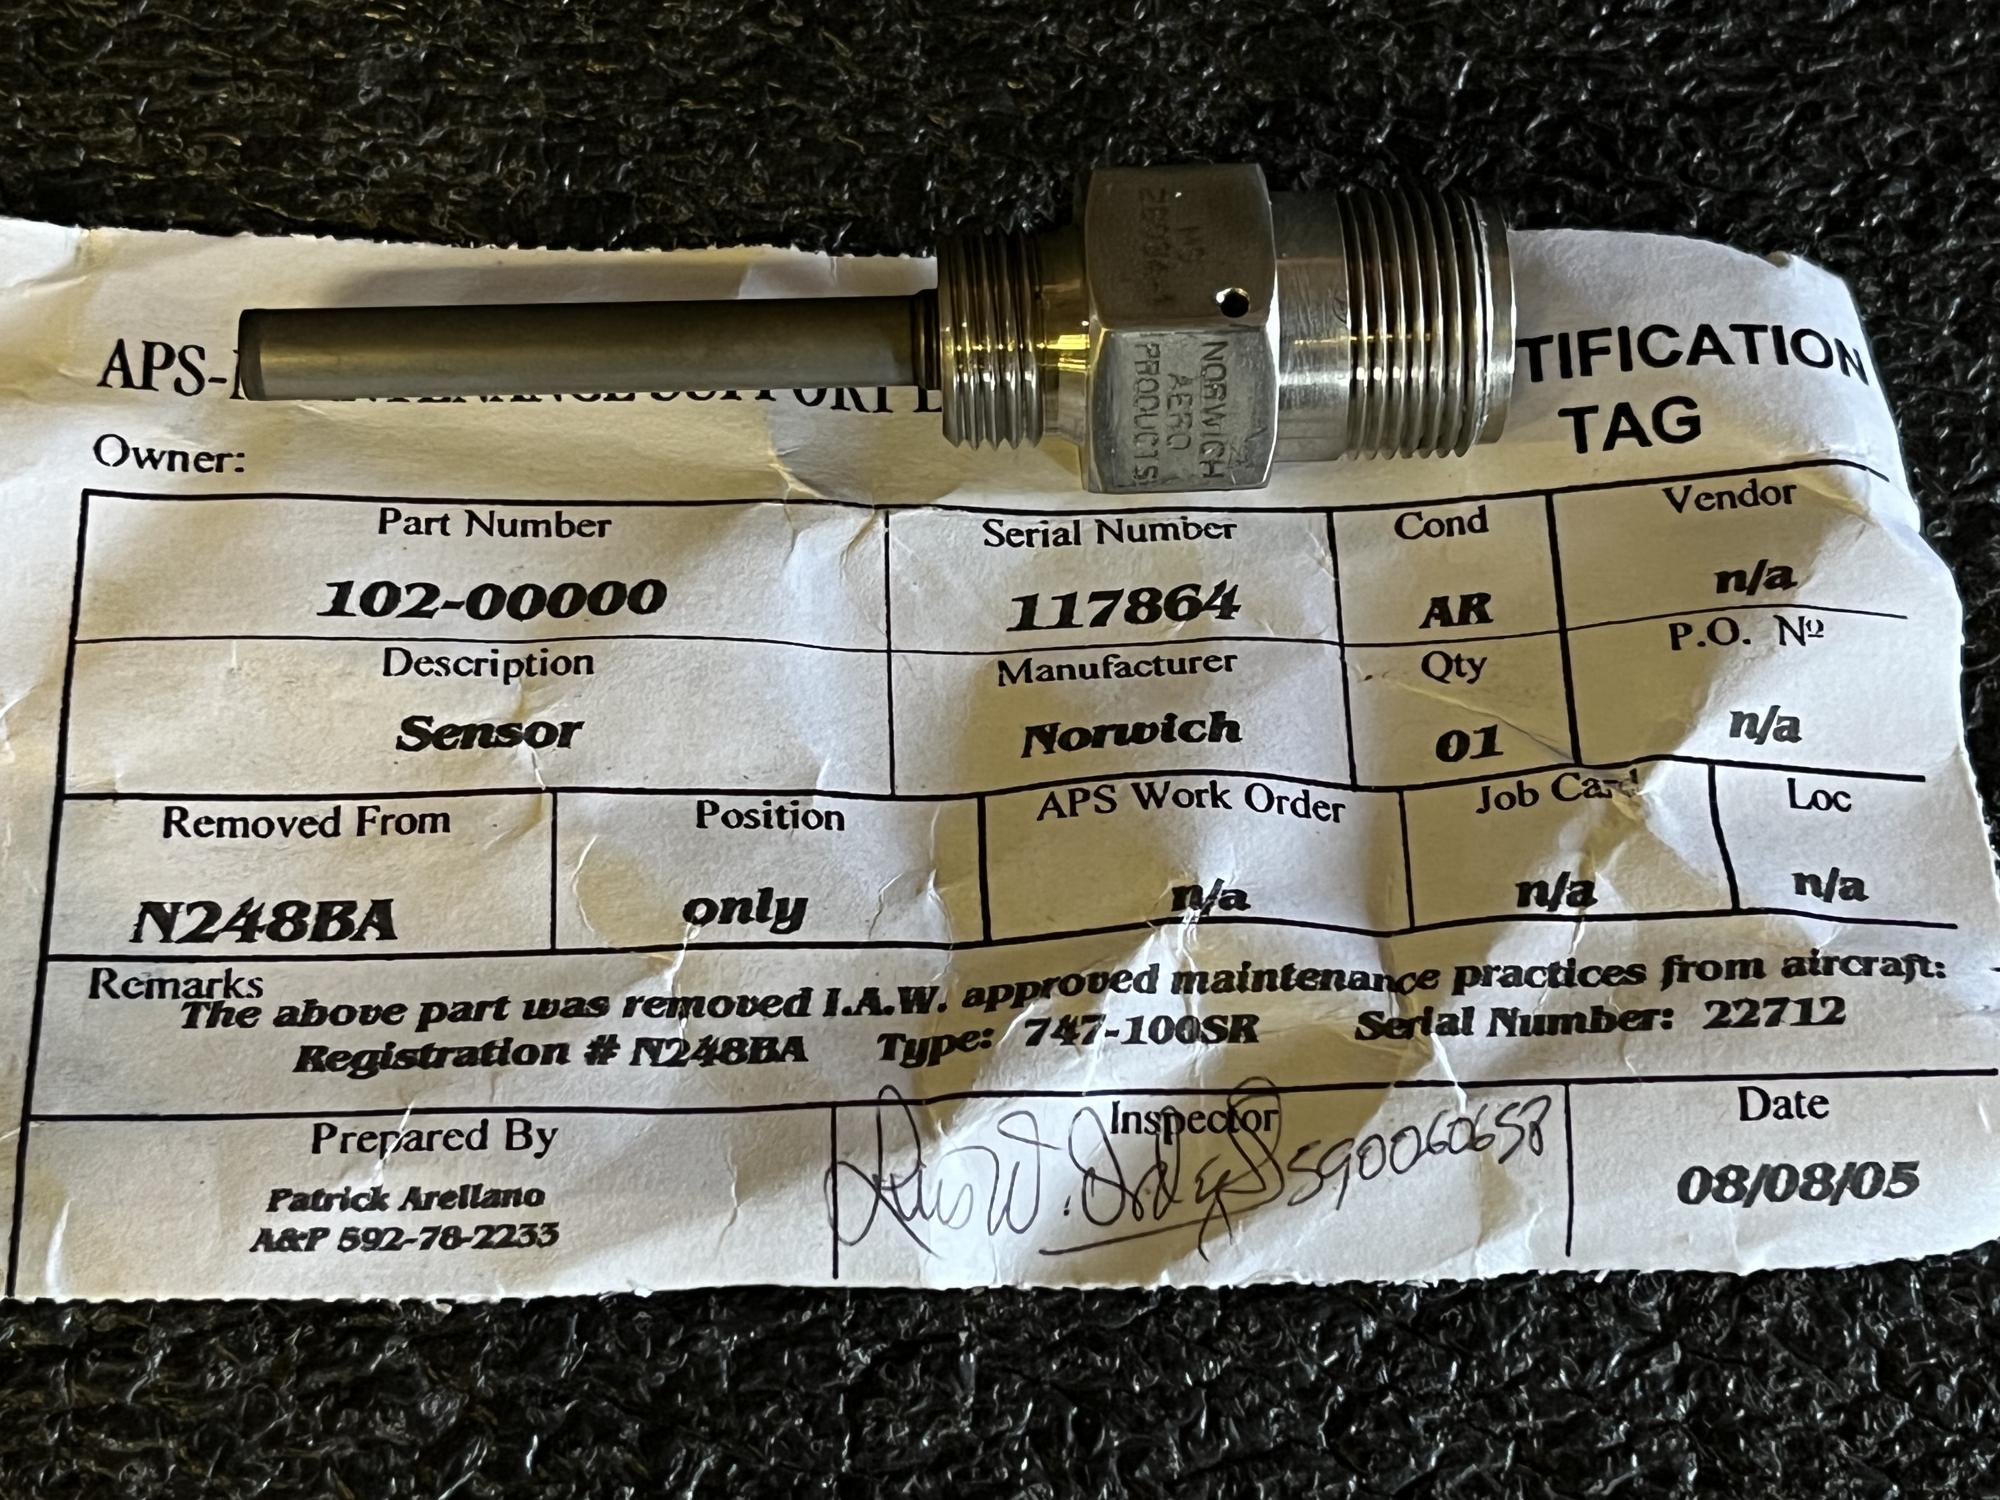 NORWICH
AERO
PRODUCTS
APS-
TIFICATION
TAG
Owner:
Part Number
102-00000
Serial Number
117864
Cond
AR
Vendor
n/a
Description
Sensor
Manufacturer
Norwich
Qty
01
P.O. Nº
n/a
Removed From
N248BA
Position
only
APS Work Order
n/a
Job Card
n/a
Loc
n/a
Remarks
The above part was removed I.A.W. approved maintenance practices from aircraft:
Registration # N248BA Type: 747-100SR Serial Number: 22712
Prepared By
Patrick Arellano
A&P 592-78-2233
Inspector
590060658
Date
08/08/05